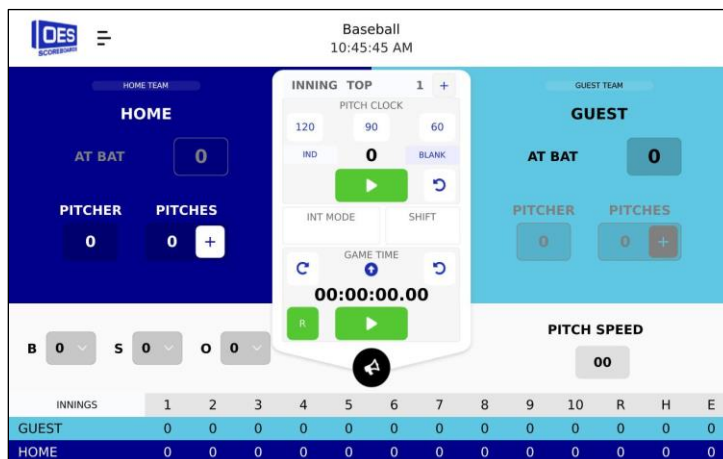 OES
SCOREBOARDS
Baseball
10:45:45 AM
HOME TEAM
HOME
AT BAT 0
PITCHER PITCHES
0 0 +
INNING TOP 1 +
PITCH CLOCK
120 90 60
IND 0 BLANK
INT MODE SHIFT
GAME TIME
00:00:00.00
R
GUEST TEAM
GUEST
AT BAT 0
PITCHER PITCHES
0 0 +
B 0 S 0 O 0
PITCH SPEED
00
INNINGS 1 2 3 4 5 6 7 8 9 10 R H E
GUEST 0 0 0 0 0 0 0 0 0 0 0 0 0
HOME 0 0 0 0 0 0 0 0 0 0 0 0 0